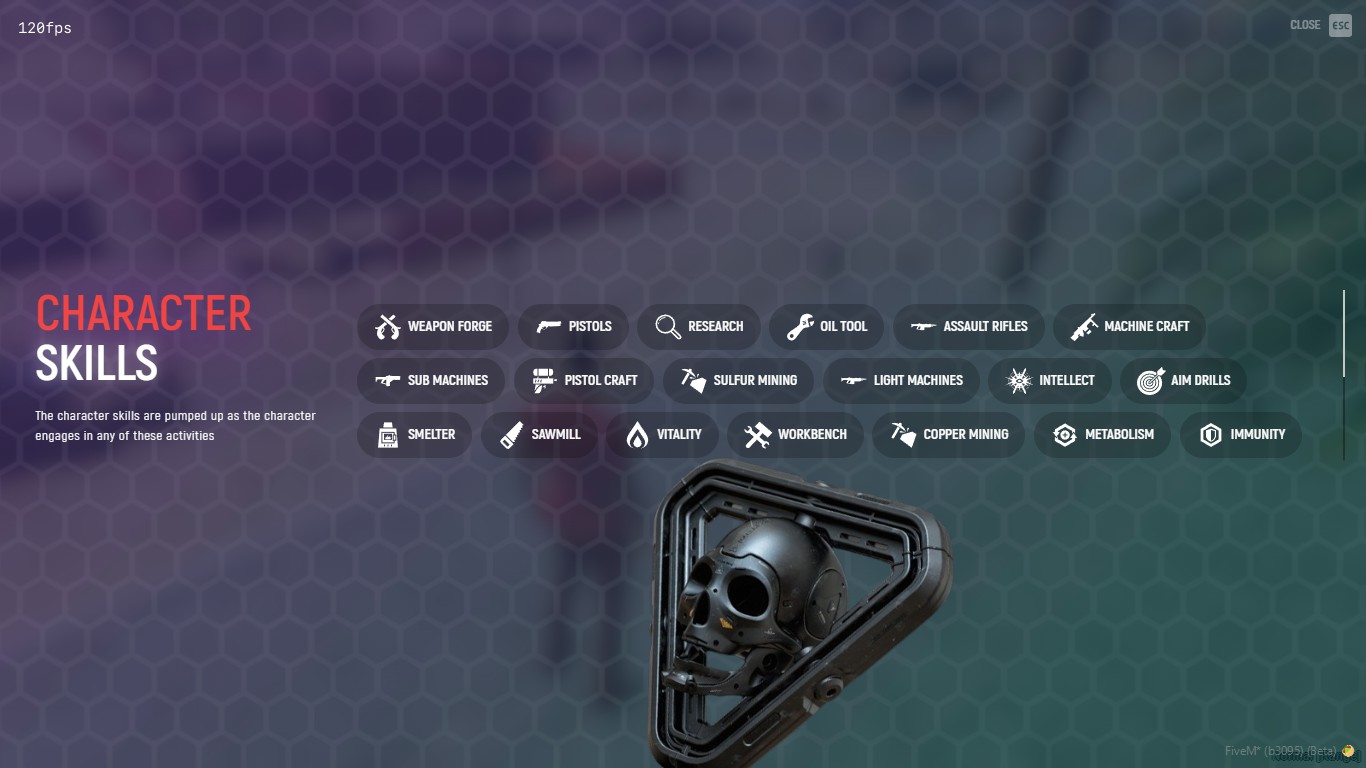 120fps
CLOSE ESC
CHARACTER
SKILLS
The character skills are pumped up as the character
engages in any of these activities
WEAPON FORGE PISTOLS RESEARCH OIL TOOL ASSAULT RIFLES MACHINE CRAFT
SUB MACHINES PISTOL CRAFT SULFUR MINING LIGHT MACHINES INTELLECT AIM DRILLS
SMELTER SAWMILL VITALITY WORKBENCH COPPER MINING METABOLISM IMMUNITY
FiveM* (b3095) (Beta)